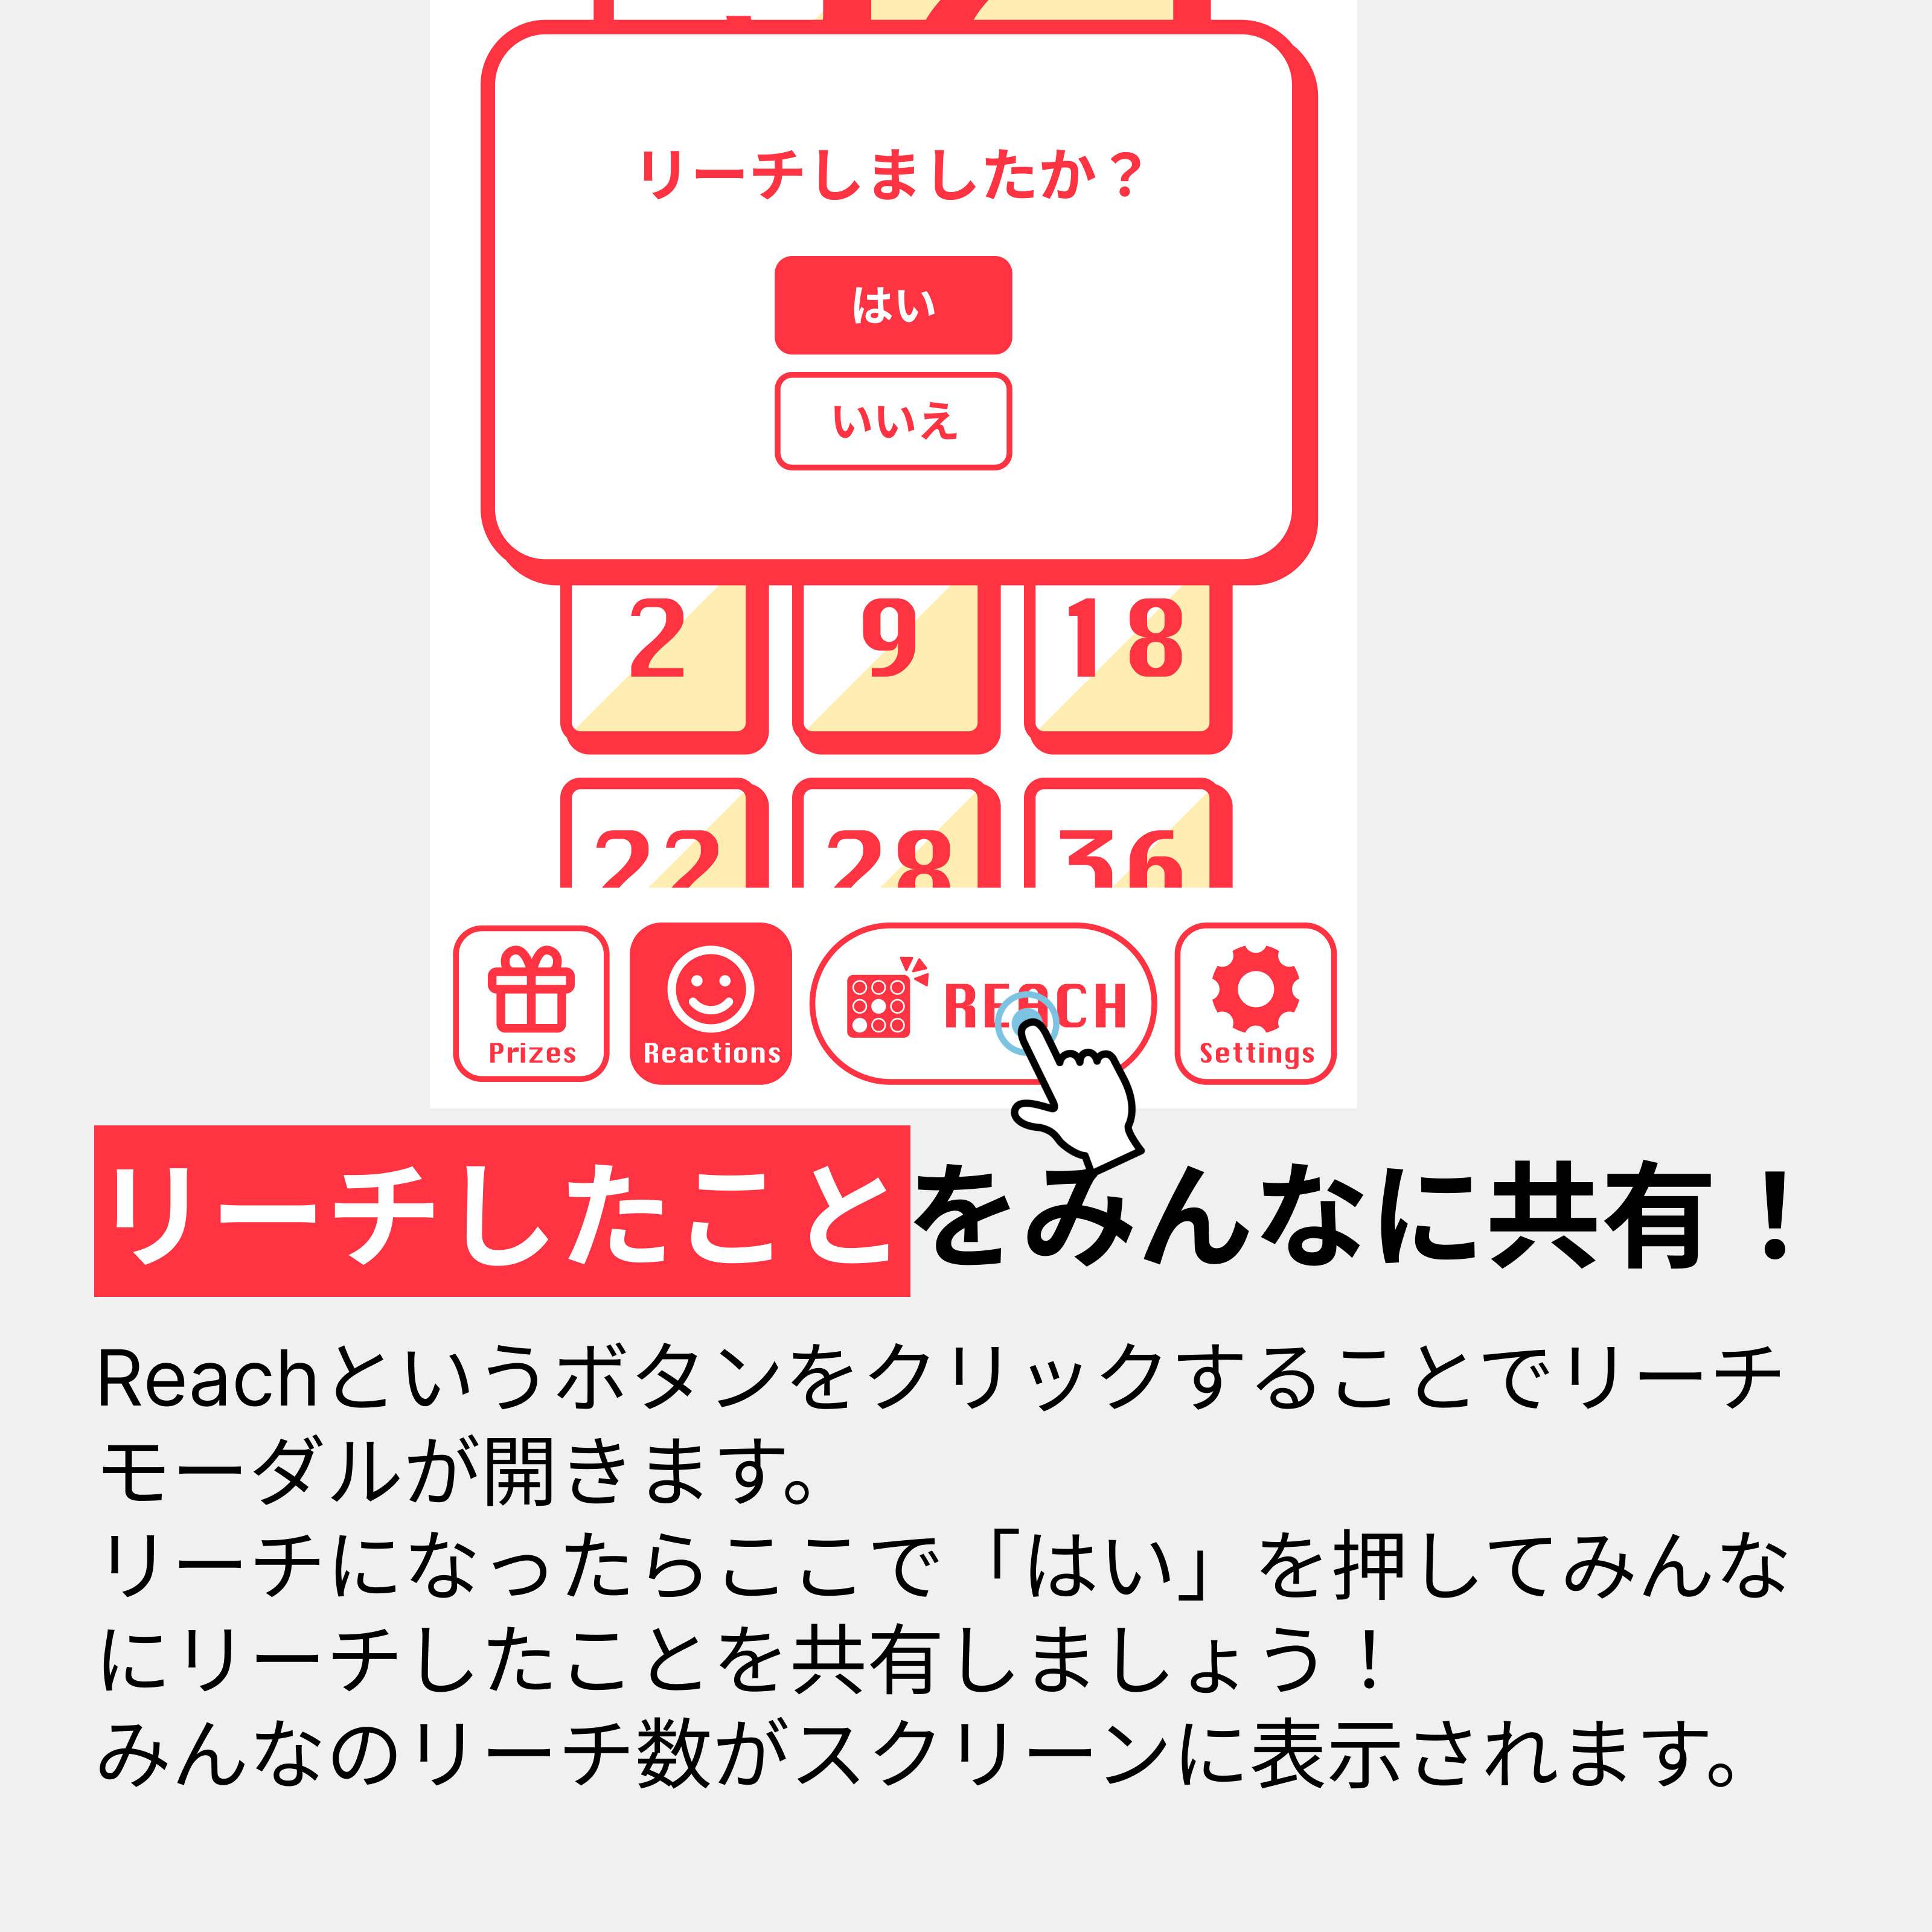 リーチしましたか？
はい
いいえ
2 9 18
22 28 36
Prizes Reactions REACH Settings
リーチしたことをみんなに共有！
Reachというボタンをクリックすることでリーチ
モーダルが開きます。
リーチになったらここで「はい」を押してみんな
にリーチしたことを共有しましょう！
みんなのリーチ数がスクリーンに表示されます。